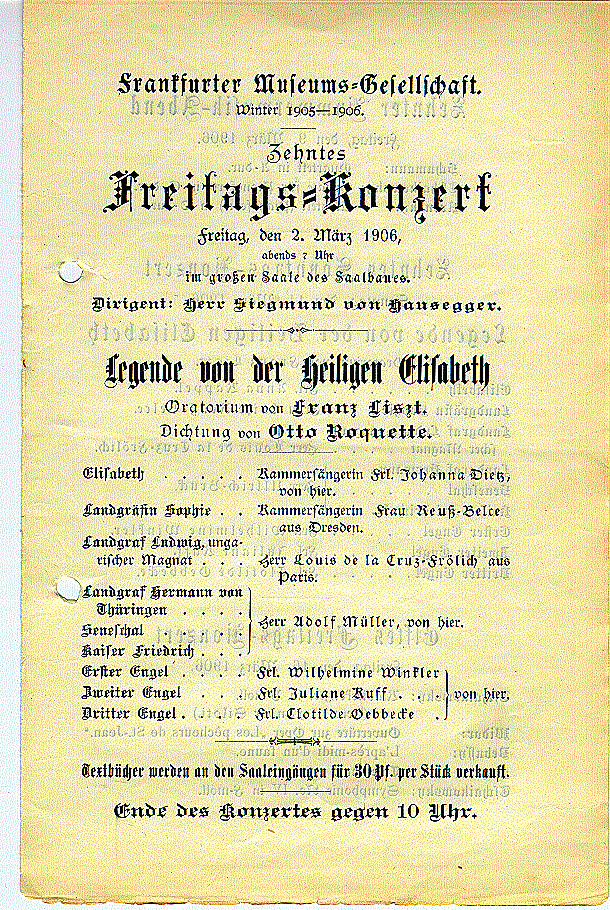 Frankfurter Museums-Gesellschaft.
Winter 1905—1906.
Zehntes
Freitags-Konzert
Freitag, den 2. März 1906,
abends 7 Uhr
im großen Saale des Saalbaues.
Dirigent: Herr Siegmund von Hausegger.
Legende von der Heiligen Elisabeth
Oratorium von Franz Liszt.
Dichtung von Otto Roquette.
Elisabeth . . . . . Kammersängerin Frl. Johanna Dietz,
von hier.
Landgräfin Sophie . . Kammersängerin Frau Reuß-Belce
aus Dresden.
Landgraf Ludwig, unga-
rischer Magnat . . . Herr Louis de la Cruz-Frölich aus
Paris.
Landgraf Hermann von
Thüringen . . . .
Seneschal . . . . Herr Adolf Müller, von hier.
Kaiser Friedrich . . .
Erster Engel . . . . Frl. Wilhelmine Winkler
Zweiter Engel . . . Frl. Juliane Ruff . . von hier.
Dritter Engel . . . . Frl. Clotilde Oebbecke
Textbücher werden an den Saaleingängen für 30 Pf. per Stück verkauft.
Ende des Konzertes gegen 10 Uhr.